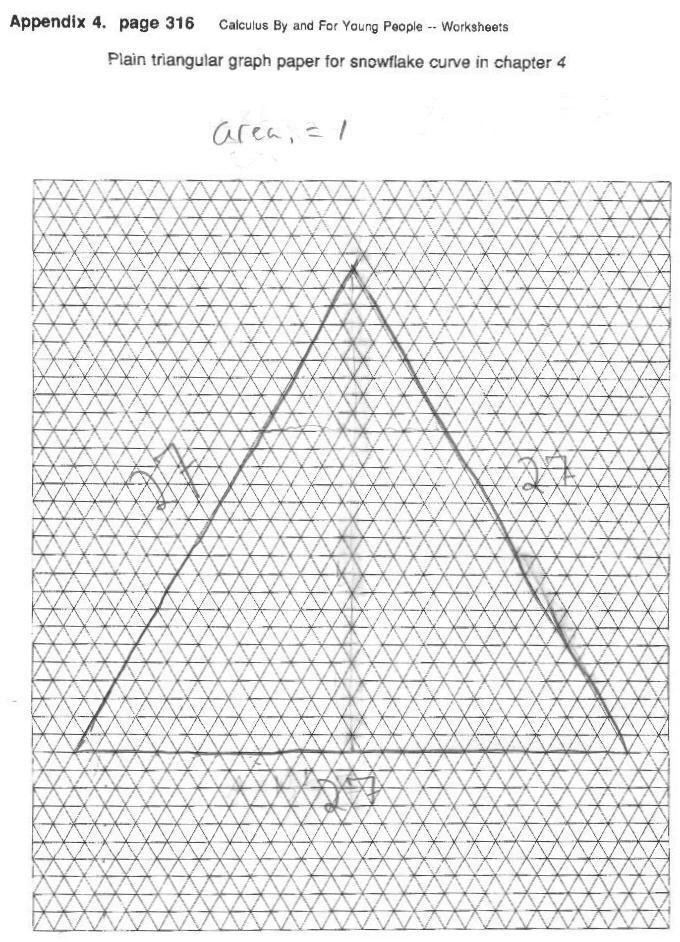 Appendix 4. page 316 Calculus By and For Young People -- Worksheets
Plain triangular graph paper for snowflake curve in chapter 4
area, = 1
27
27
27